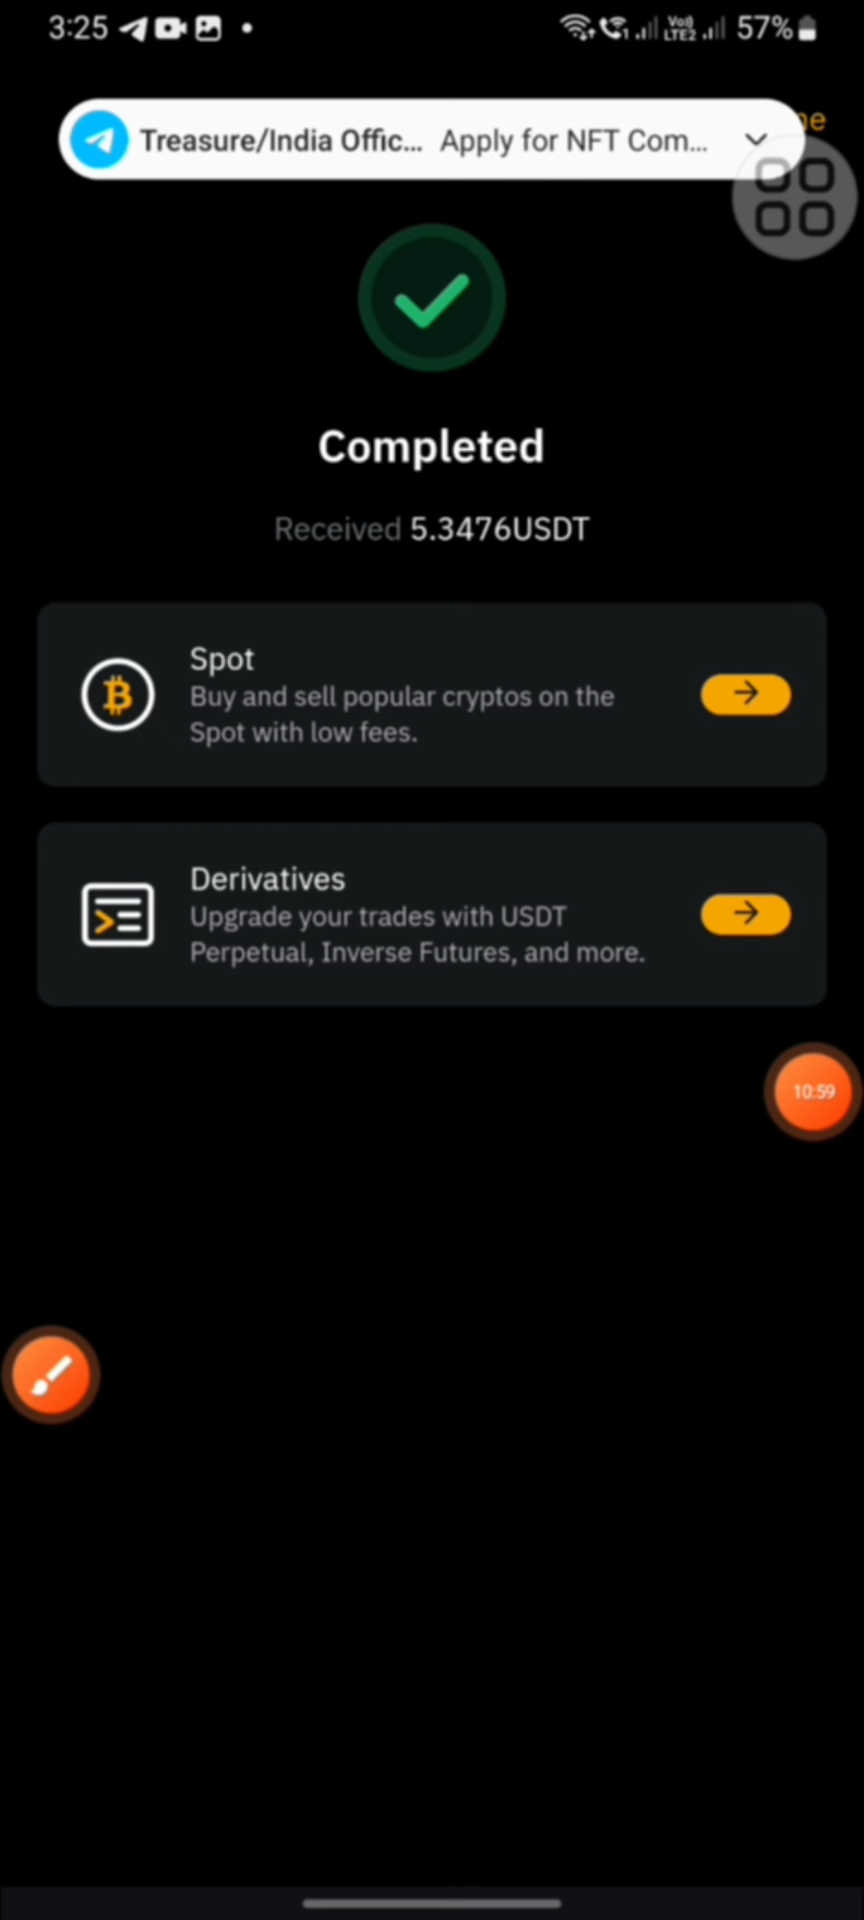 3:25
Vo))
LTE2
57%
Treasure/India Offic... Apply for NFT Com...
Completed
Received 5.3476USDT
Spot
Buy and sell popular cryptos on the
Spot with low fees.
Derivatives
Upgrade your trades with USDT
Perpetual, Inverse Futures, and more.
10:59